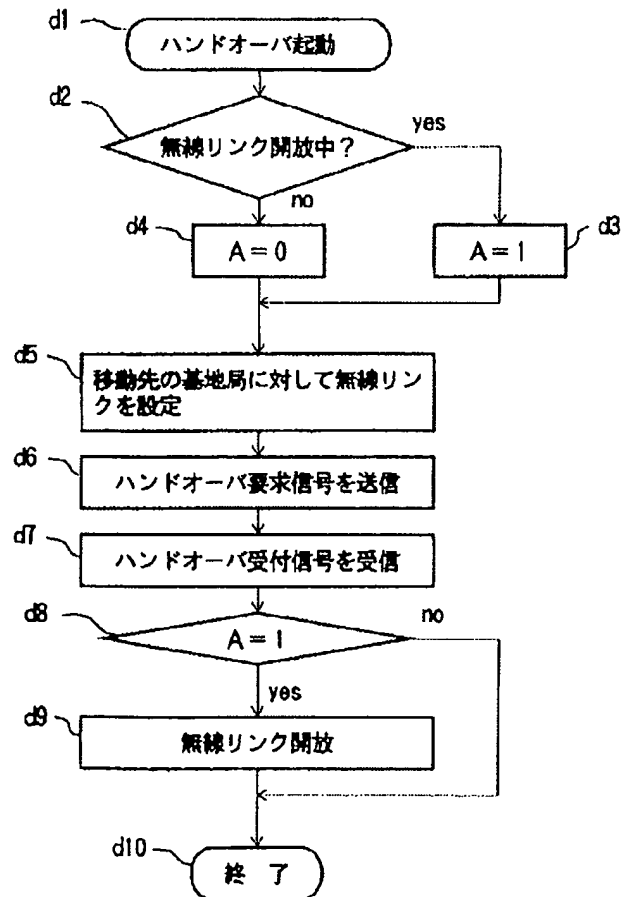 d1
ハンドオーバ起動
d2
無線リンク開放中?
yes
no
d4
A=0
A=1
d3
d5
移動先の基地局に対して無線リン
クを設定
d6
ハンドオーバ要求信号を送信
d7
ハンドオーバ受付信号を受信
d8
A=1
no
yes
d9
無線リンク開放
d10
終 了